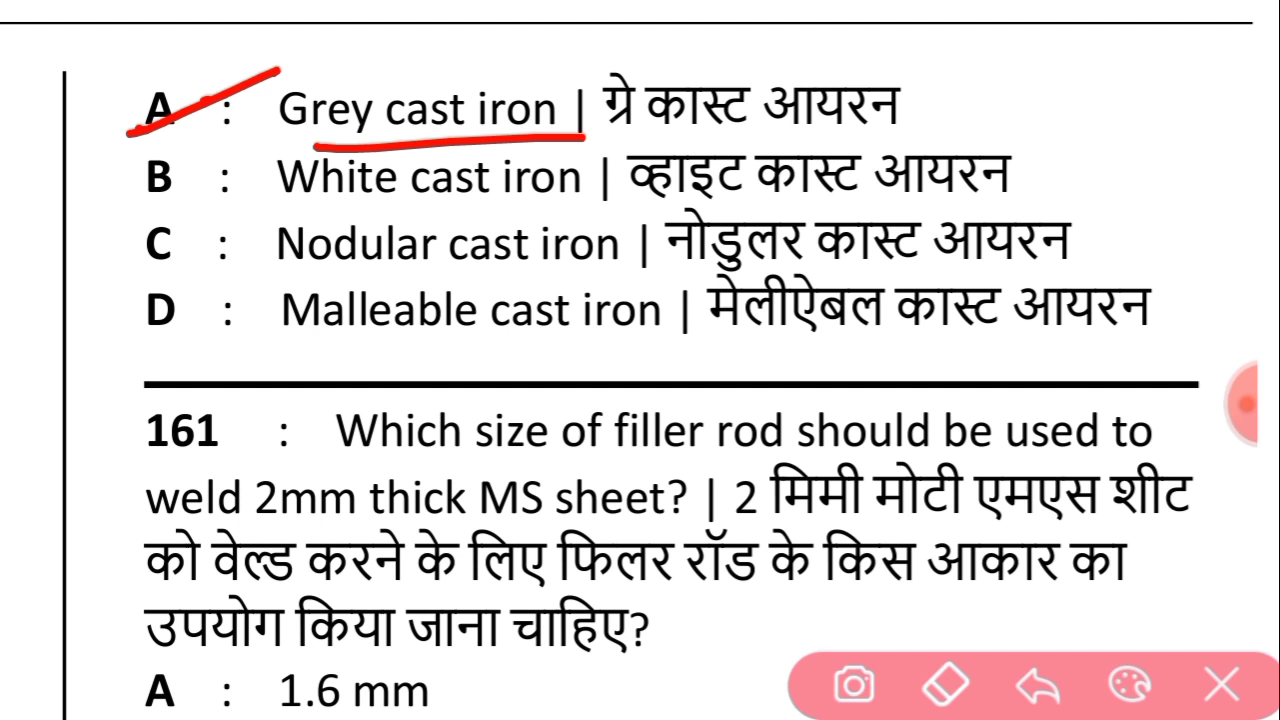 A : Grey cast iron | ग्रे कास्ट आयरन
B : White cast iron | व्हाइट कास्ट आयरन
C : Nodular cast iron | नोडुलर कास्ट आयरन
D : Malleable cast iron | मेलीऐबल कास्ट आयरन
161 : Which size of filler rod should be used to
weld 2mm thick MS sheet? | 2 मिमी मोटी एमएस शीट
को वेल्ड करने के लिए फिलर रॉड के किस आकार का
उपयोग किया जाना चाहिए?
A : 1.6 mm